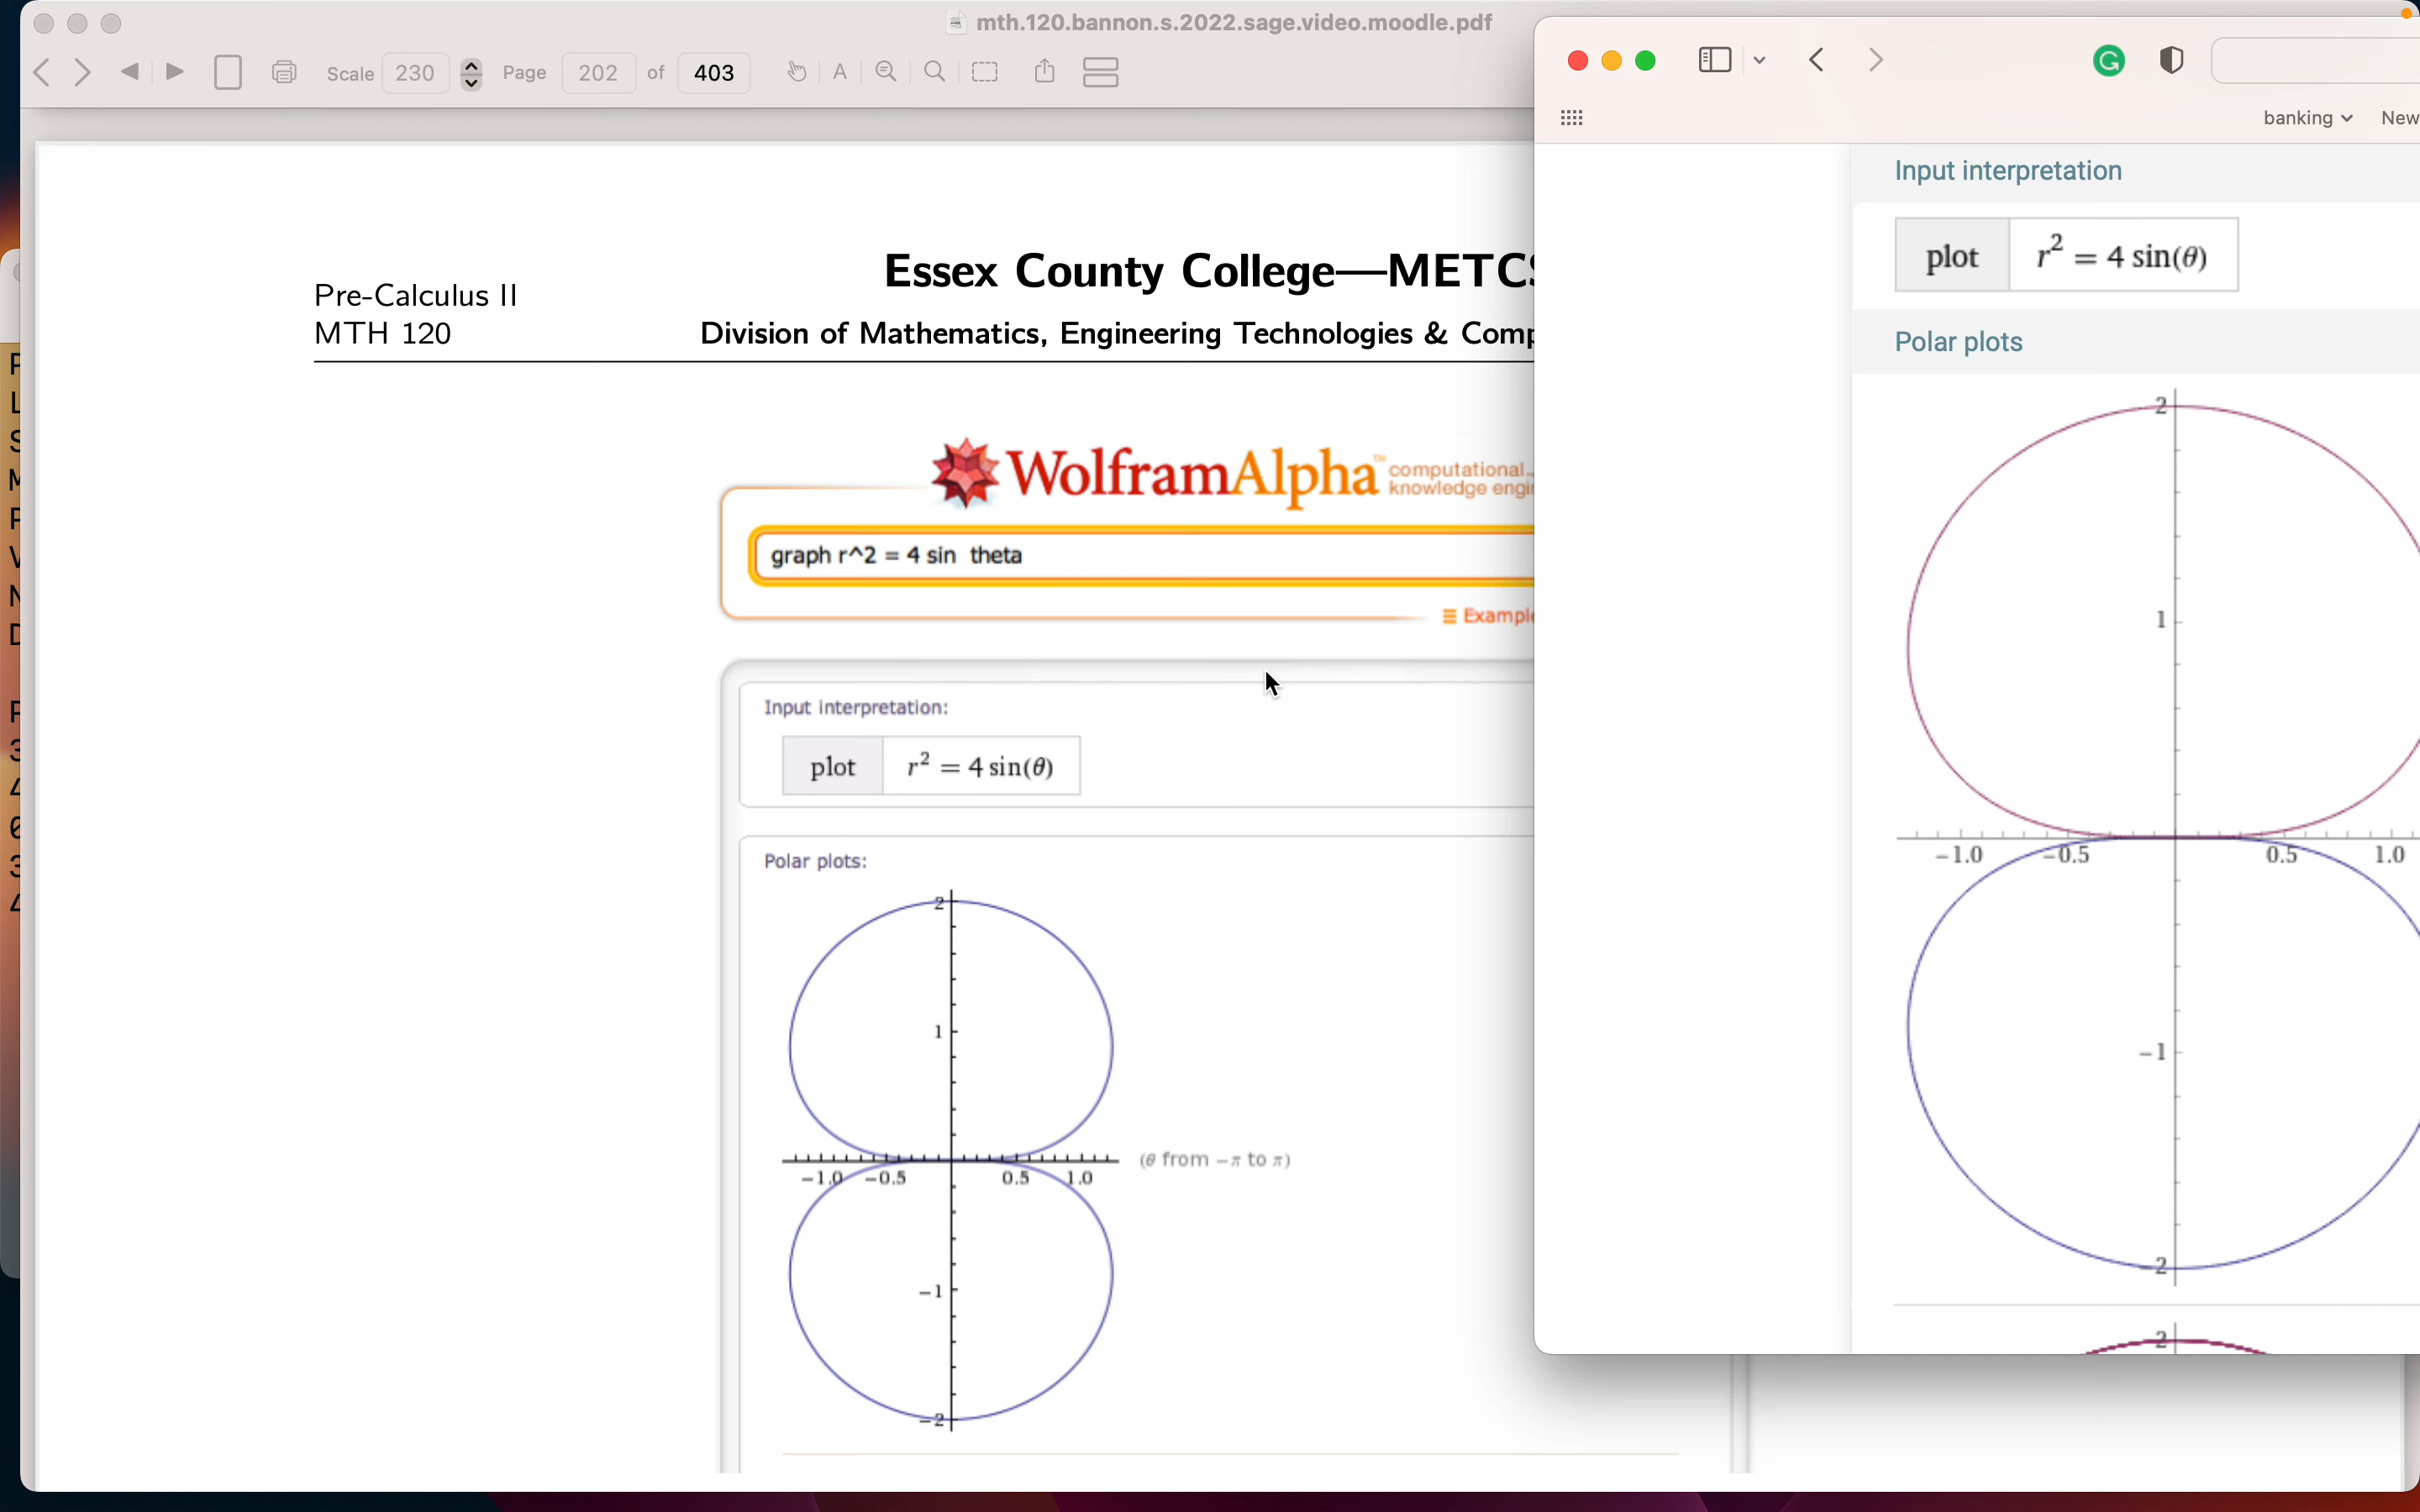 mth.120.bannon.s.2022.sage.video.moodle.pdf
Scale 230 Page 202 of 403
A
Essex County College—METCS
Pre-Calculus II
MTH 120
Division of Mathematics, Engineering Technologies & Comp
WolframAlpha™ computational..
knowledge engi
graph r^2 = 4 sin theta
Example
Input interpretation:
plot r² = 4 sin(θ)
Polar plots:
2
1
−1.0 −0.5 0.5 1.0
(θ from −π to π)
−1
−2
G
banking New
Input interpretation
plot r² = 4 sin(θ)
Polar plots
2
1
−1.0 −0.5 0.5 1.0
−1
−2
2